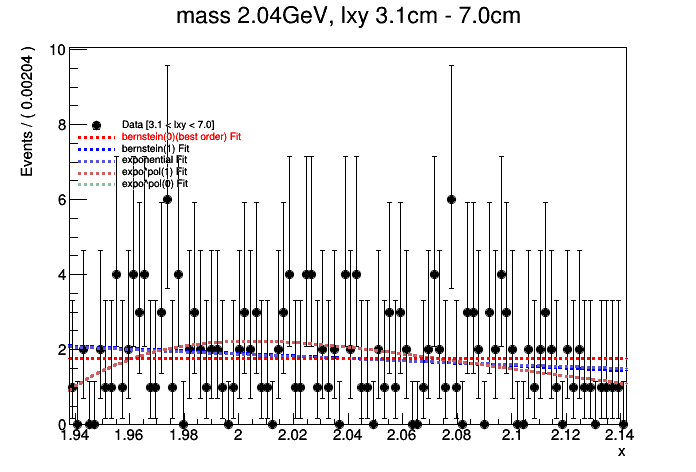 mass 2.04GeV, lxy 3.1cm - 7.0cm
Events / ( 0.00204 )
10
8
6
4
2
0
Data [3.1 < lxy < 7.0]
bernstein(0)(best order) Fit
bernstein(1) Fit
exponential Fit
expo*pol(1) Fit
expo*pol(0) Fit
1.94 1.96 1.98 2 2.02 2.04 2.06 2.08 2.1 2.12 2.14
x